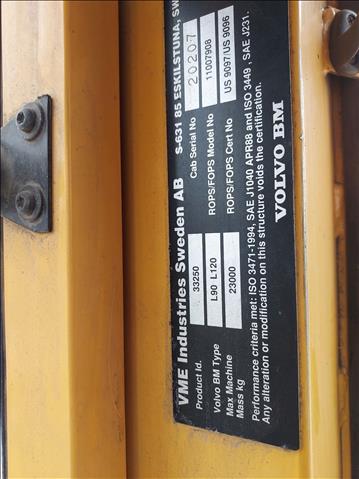 VME Industries Sweden AB S-631 85 ESKILSTUNA, SW
Product Id. 33250 Cab Serial No 20207
Volvo BM Type L90 L120 ROPS/FOPS Model No 11007908
Max Machine Mass kg 23000 ROPS/FOPS Cert No US 9097/US 9096
Performance criteria met: ISO 3471-1994, SAE J1040 APR88 and ISO 3449, SAE J231.
Any alteration or modification on this structure voids the certification.
VOLVO BM